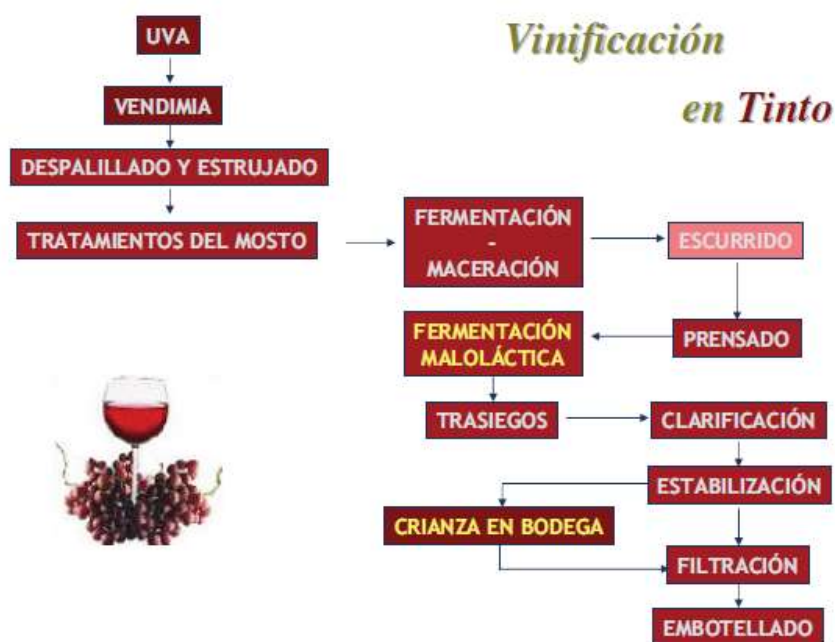 UVA
Vinificación
en Tinto
VENDIMIA
DESPALILLADO Y ESTRUJADO
TRATAMIENTOS DEL MOSTO
FERMENTACIÓN
-
MACERACIÓN
ESCURRIDO
PRENSADO
FERMENTACIÓN
MALOLÁCTICA
TRASIEGOS
CLARIFICACIÓN
ESTABILIZACIÓN
CRIANZA EN BODEGA
FILTRACIÓN
EMBOTELLADO